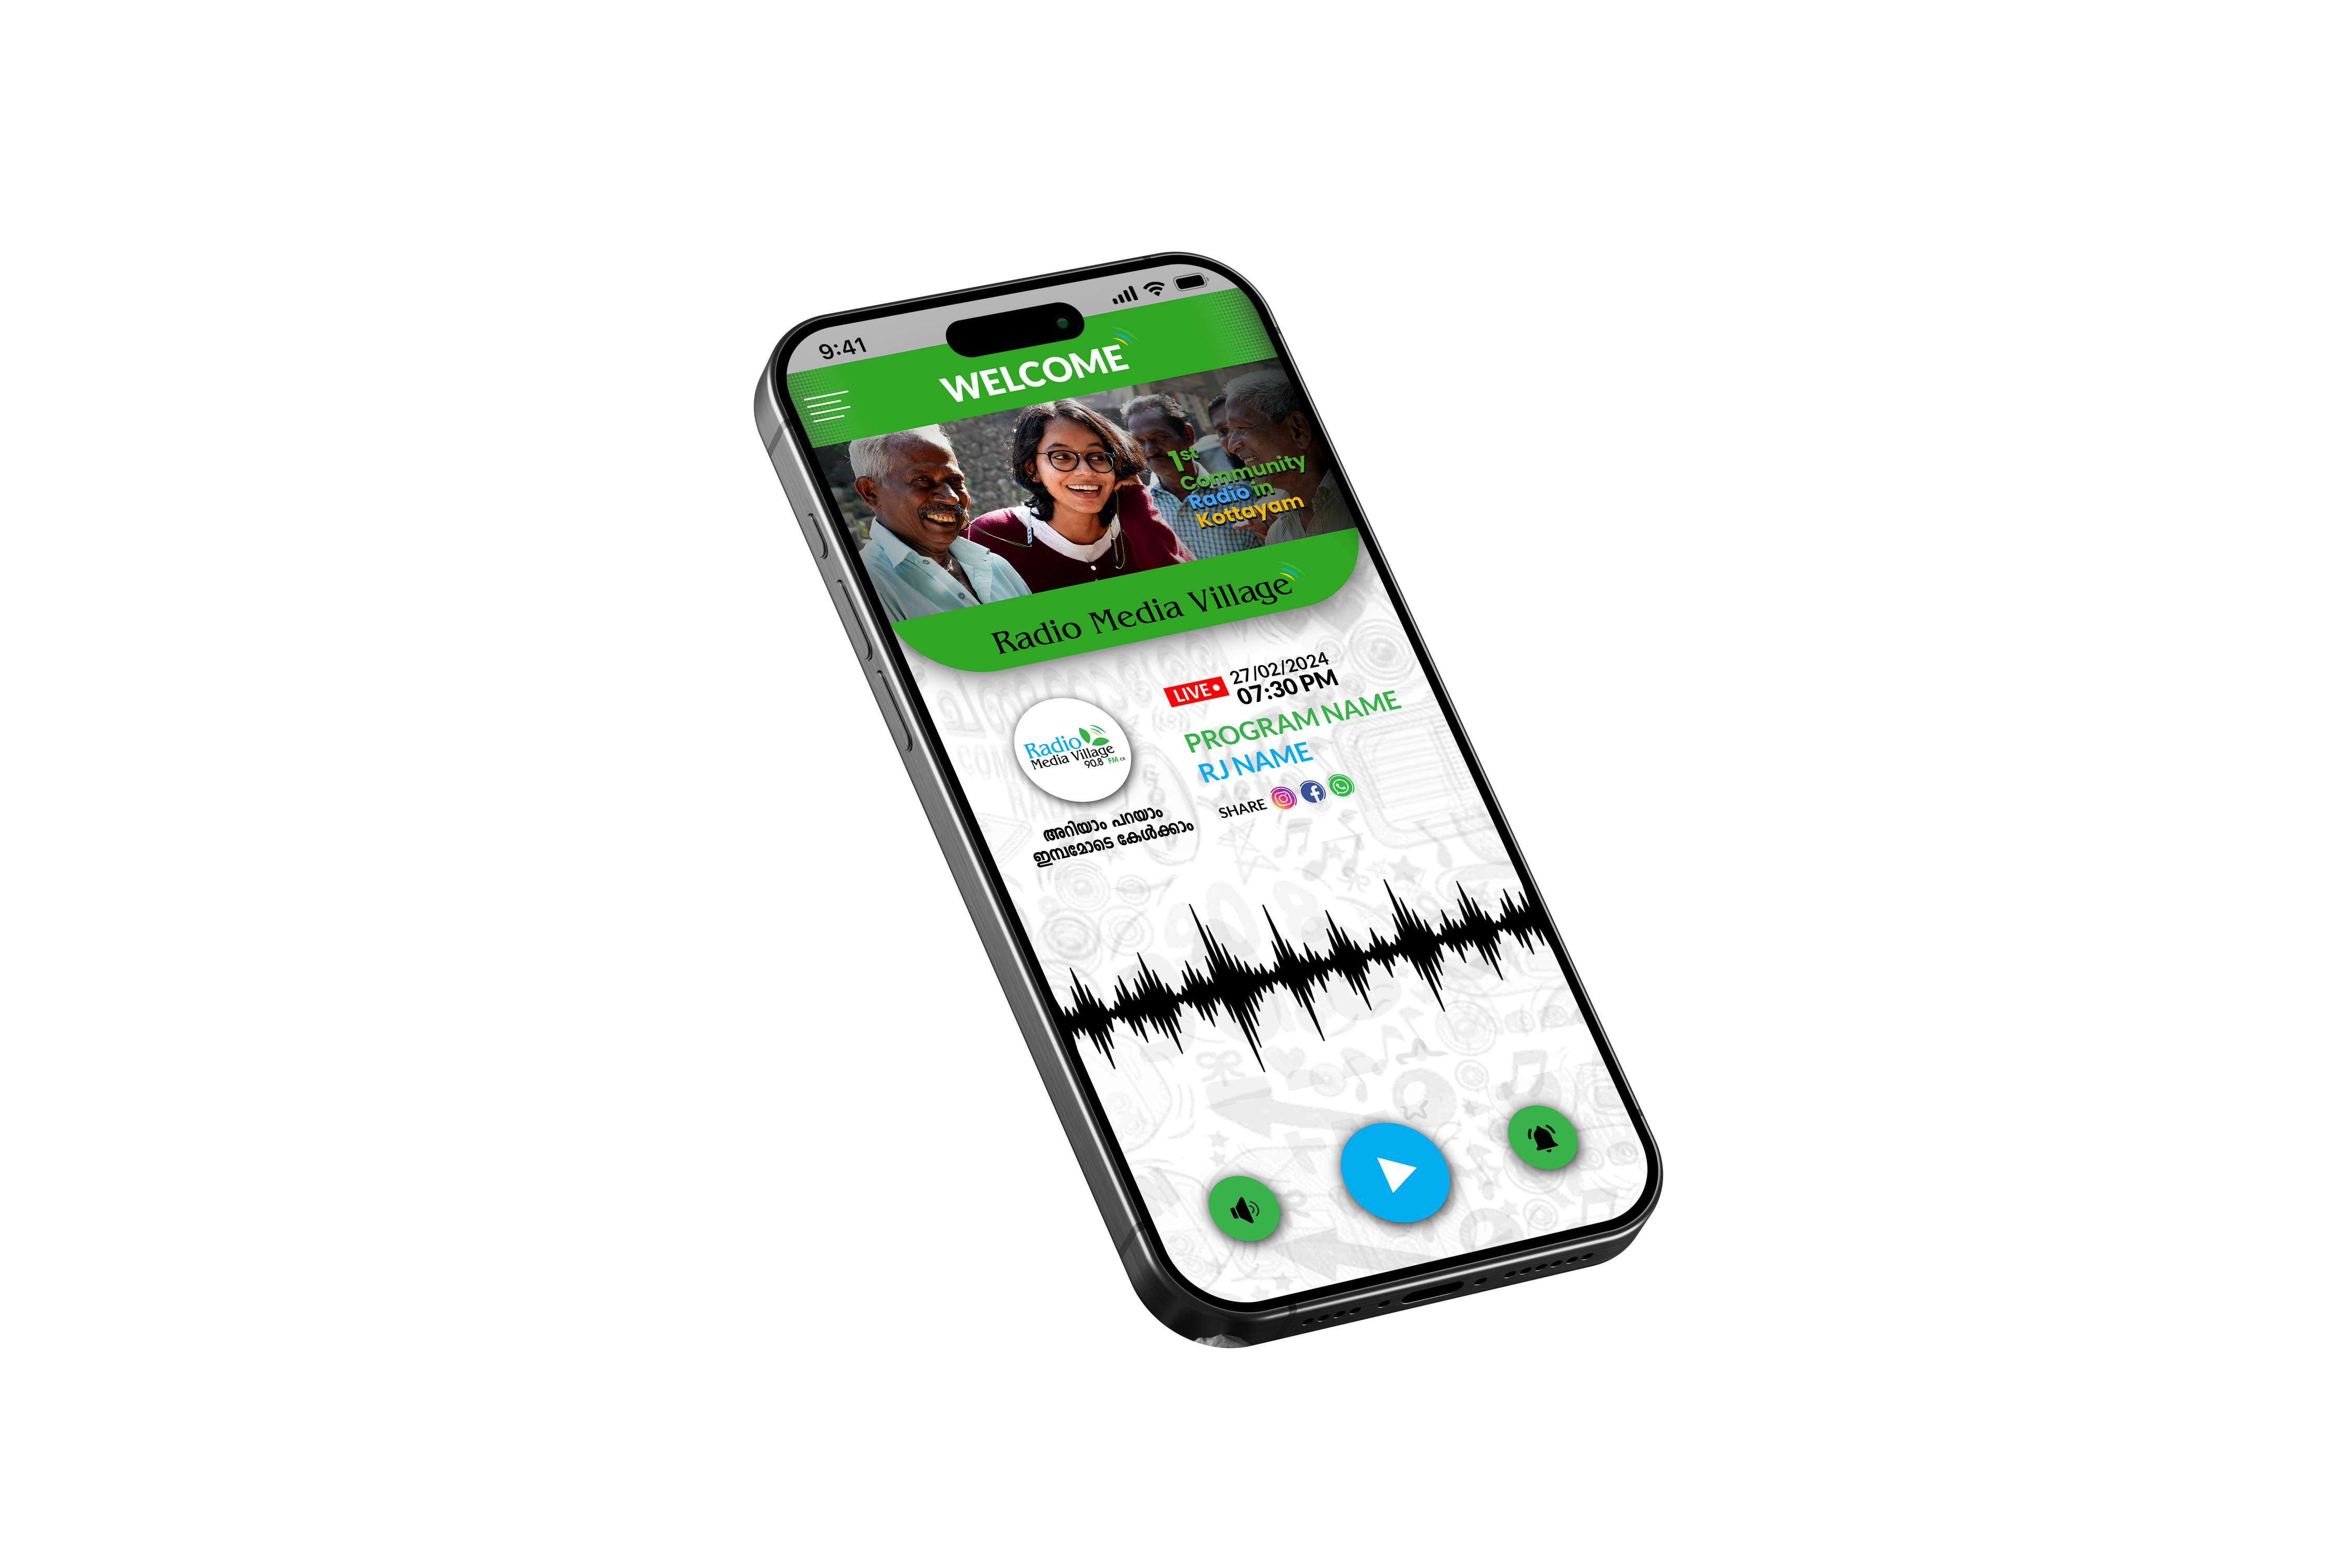 9:41
WELCOME
1st
Community
Radio in
Kottayam
Radio Media Village
LIVE
27/02/2024
07:30 PM
PROGRAM NAME
RJ NAME
SHARE
Radio
Media Village
90.8 FM
അറിയാം പറയാം
ഇമ്പമോടെ കേൾക്കാം